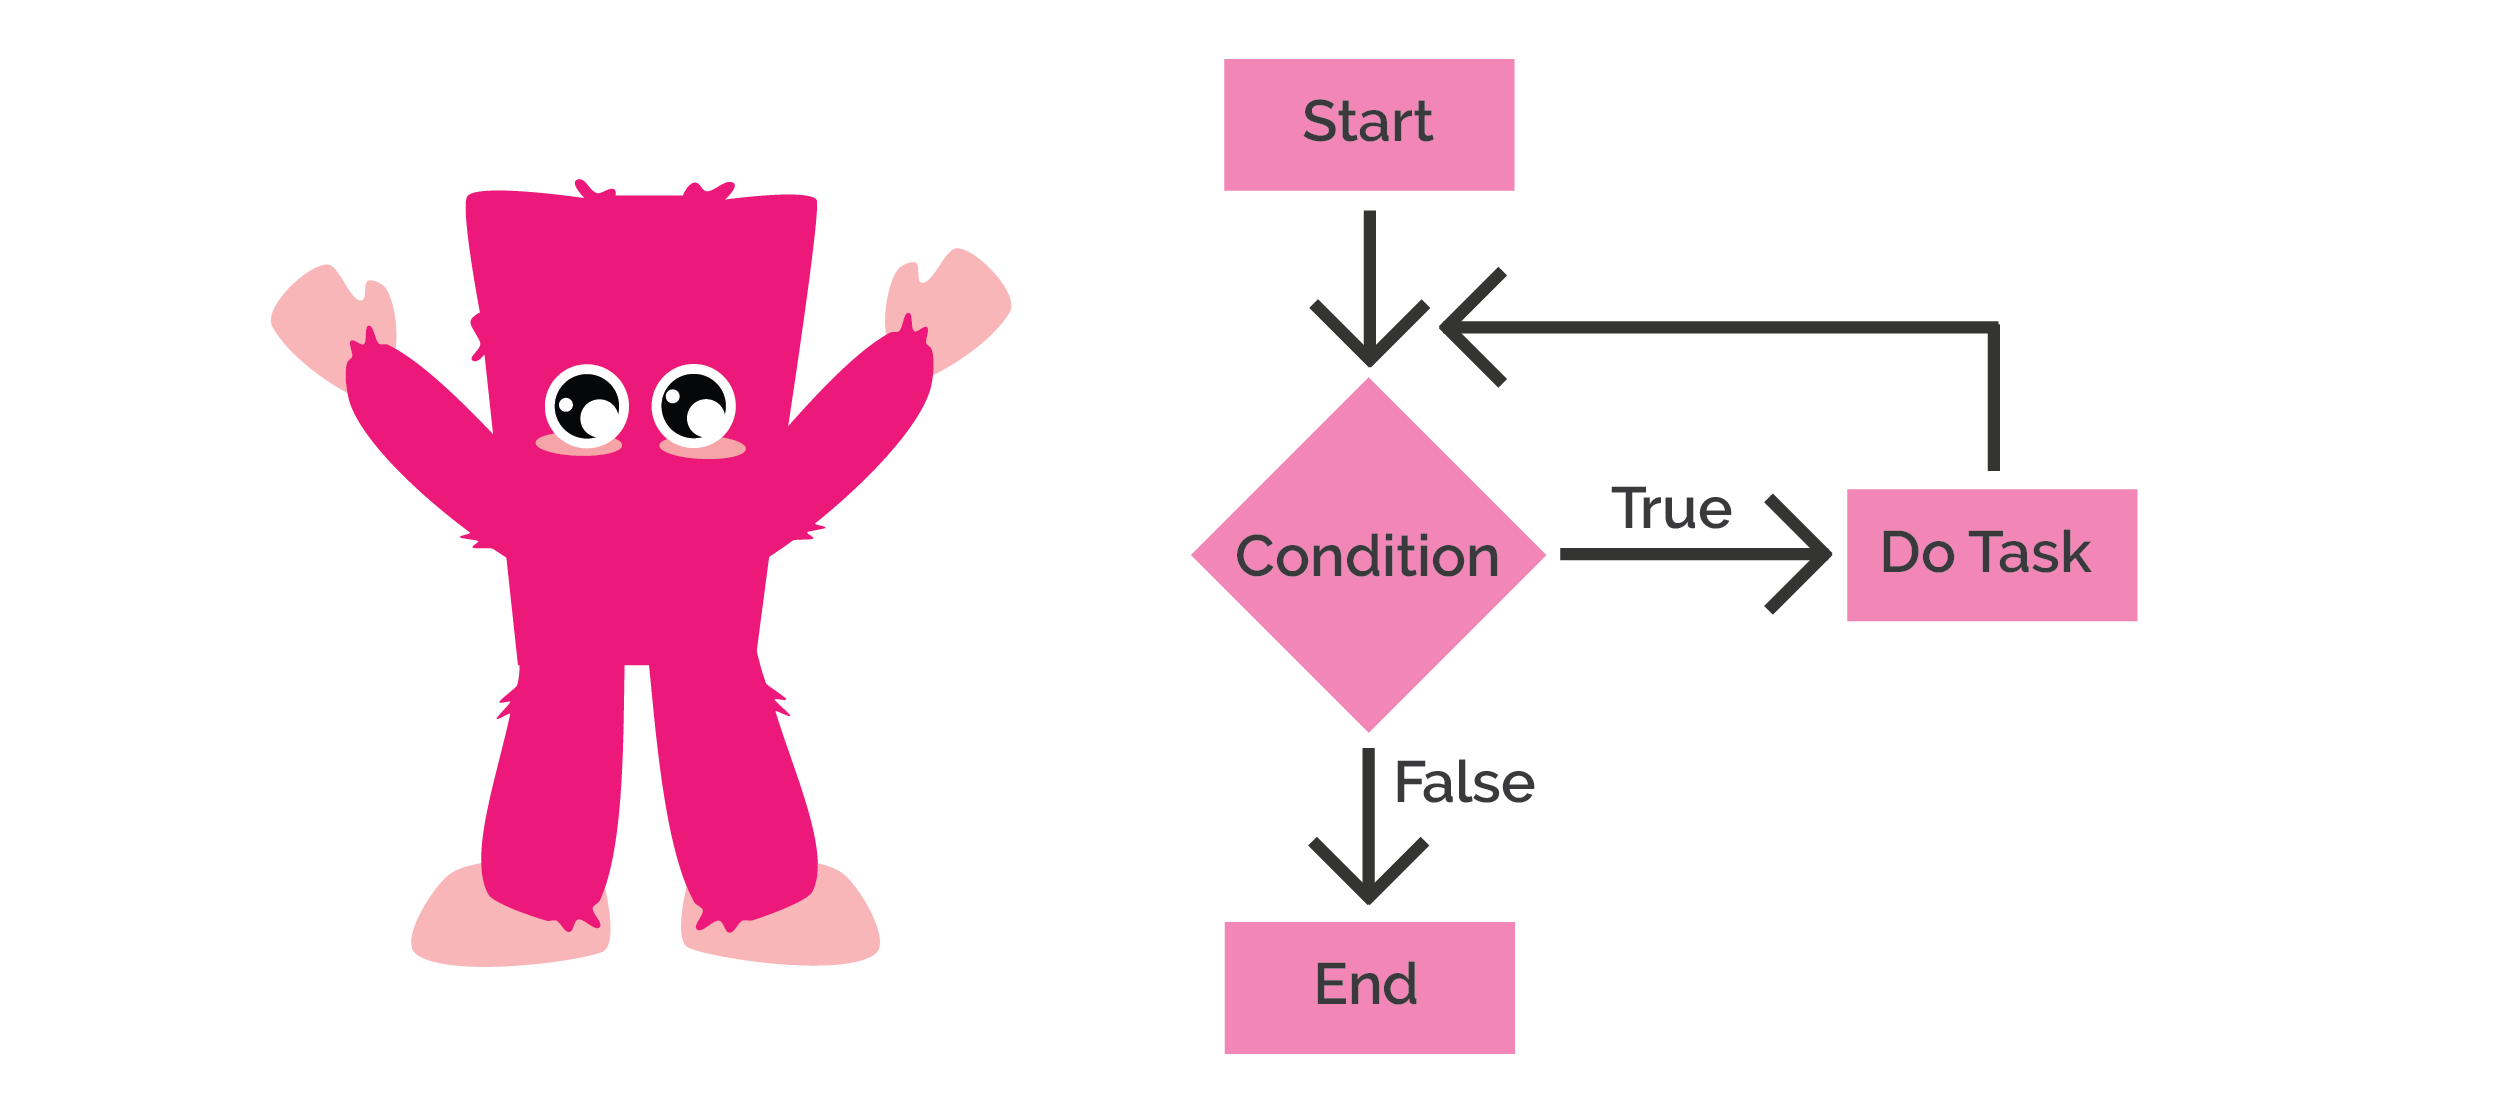 Start
True
Condition
Do Task
False
End